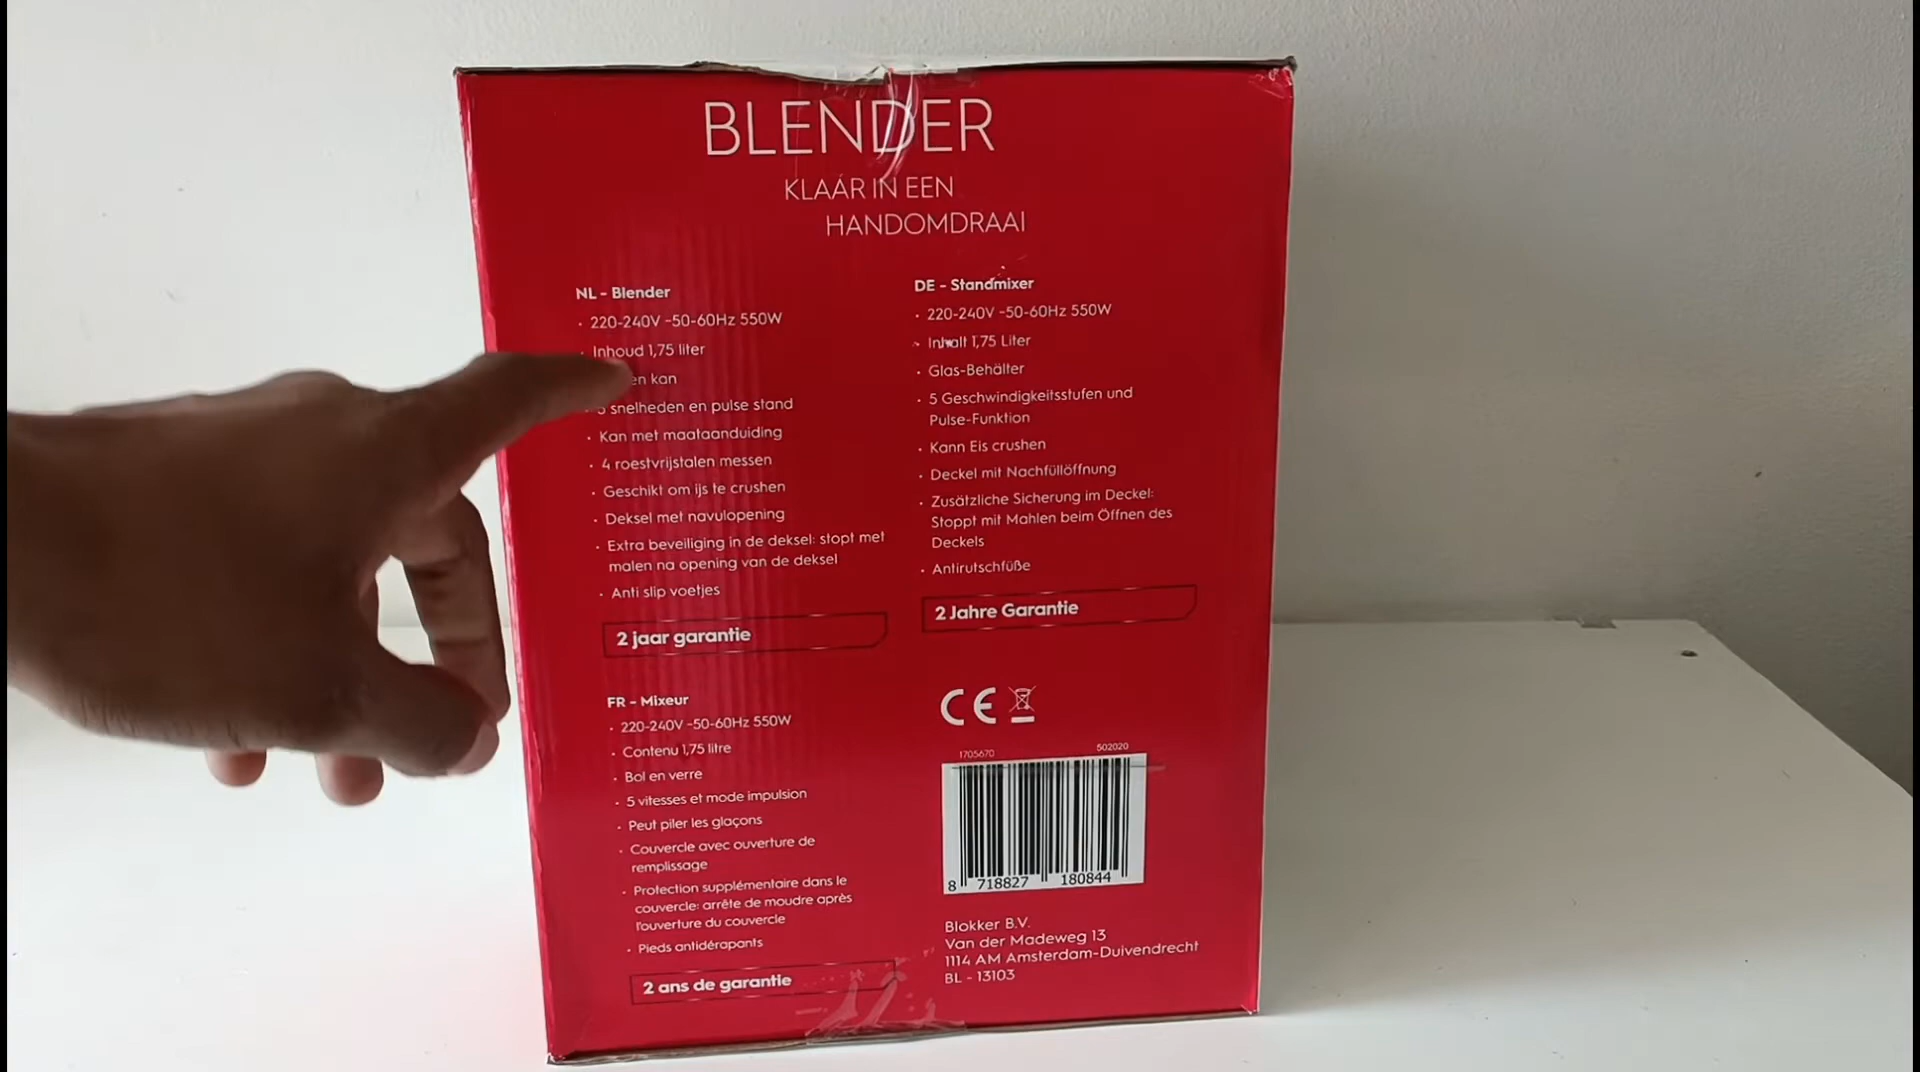 BLENDER
KLAAR IN EEN
HANDOMDRAAI
NL - Blender
· 220-240V ~50-60Hz 550W
· Inhoud 1,75 liter
kan
snelheden en pulse stand
· Kan met maataanduiding
· 4 roestvrijstalen messen
· Geschikt om ijs te crushen
· Deksel met navulopening
· Extra beveiliging in de deksel: stopt met
malen na opening van de deksel
· Anti slip voetjes
2 jaar garantie
FR - Mixeur
· 220-240V ~50-60Hz 550W
· Contenu 1,75 litre
· Bol en verre
· 5 vitesses et mode impulsion
· Peut piler les glaçons
· Couvercle avec ouverture de
remplissage
· Protection supplémentaire dans le
couvercle: arrête de moudre après
l'ouverture du couvercle
· Pieds antidérapants
2 ans de garantie
DE - Standmixer
· 220-240V ~50-60Hz 550W
· Inhalt 1,75 Liter
· Glas-Behälter
· 5 Geschwindigkeitsstufen und
Pulse-Funktion
· Kann Eis crushen
· Deckel mit Nachfüllöffnung
· Zusätzliche Sicherung im Deckel:
Stoppt mit Mahlen beim Öffnen des
Deckels
· Antirutschfüße
2 Jahre Garantie
CE
1705670 502020
8 718827 180844
Blokker B.V.
Van der Madeweg 13
1114 AM Amsterdam-Duivendrecht
BL - 13103